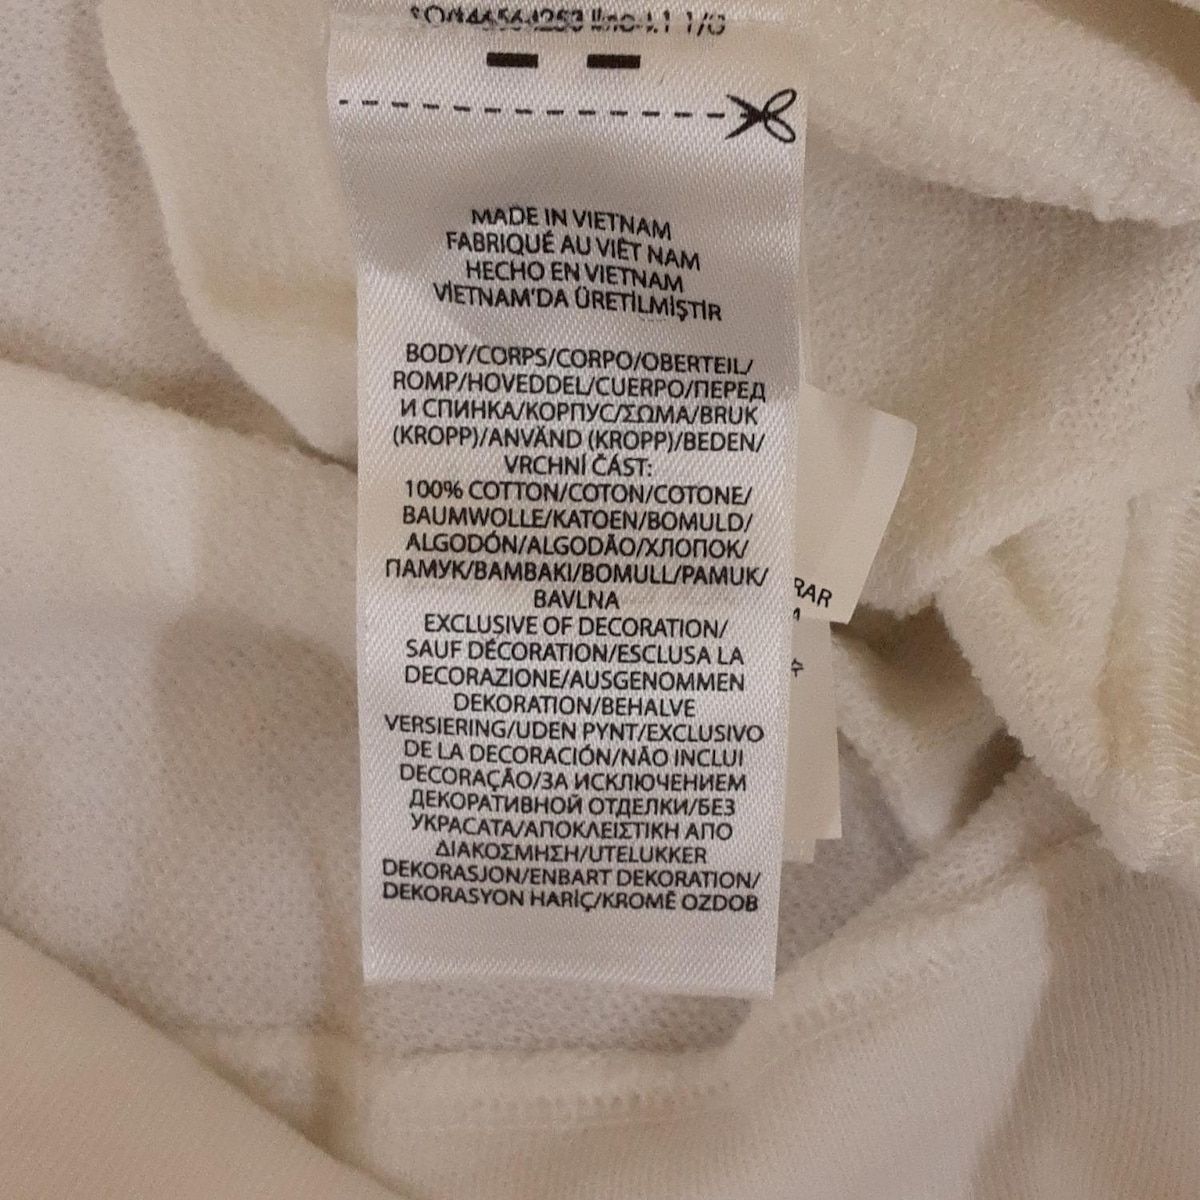 MADE IN VIETNAM
FABRIQUÉ AU VIÊT NAM
HECHO EN VIETNAM
VİETNAM'DA ÜRETİLMİŞTİR
BODY/CORPS/CORPO/OBERTEIL/
ROMP/HOVEDDEL/CUERPO/ПЕРЕД
И СПИНКА/КОРПУС/ΣΩΜΑ/BRUK
(KROPP)/ANVÄND (KROPP)/BEDEN/
VRCHNÍ ČÁST:
100% COTTON/COTON/COTONE/
BAUMWOLLE/KATOEN/BOMULD/
ALGODÓN/ALGODÃO/ХЛОПОК/
ПАМУК/BAMBAKI/BOMULL/PAMUK/
BAVLNA
EXCLUSIVE OF DECORATION/
SAUF DÉCORATION/ESCLUSA LA
DECORAZIONE/AUSGENOMMEN
DEKORATION/BEHALVE
VERSIERING/UDEN PYNT/EXCLUSIVO
DE LA DECORACIÓN/NÃO INCLUI
DECORAÇÃO/ЗА ИСКЛЮЧЕНИЕМ
ДЕКОРАТИВНОЙ ОТДЕЛКИ/БЕЗ
УКРАСАТА/ΑΠΟΚΛΕΙΣΤΙΚΗ ΑΠΟ
ΔΙΑΚΟΣΜΗΣΗ/UTELUKKER
DEKORASJON/ENBART DEKORATION/
DEKORASYON HARİÇ/KROMĚ OZDOB
RAR